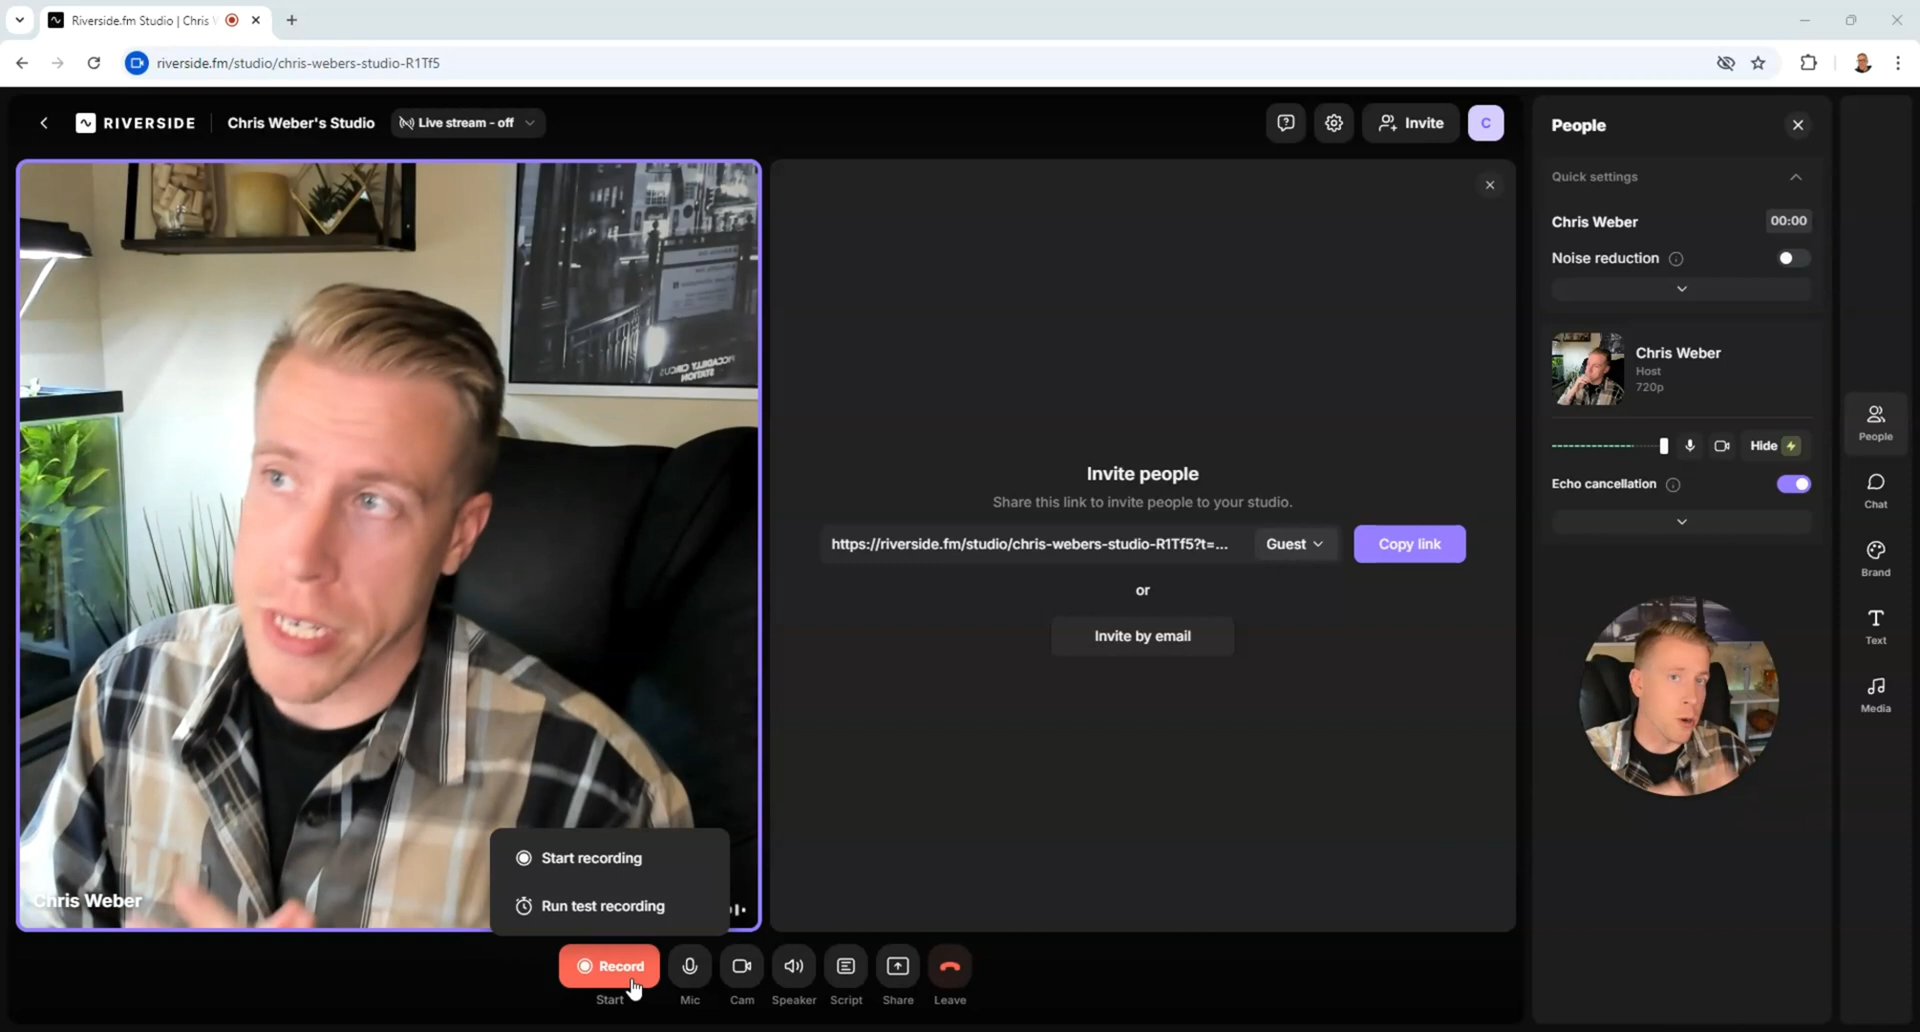 Riverside.fm Studio | Chris
riverside.fm/studio/chris-webers-studio-R1Tf5
RIVERSIDE
Chris Weber's Studio
Live stream - off
Invite
C
People
Quick settings
Chris Weber
00:00
Noise reduction
Chris Weber
Host
720p
Hide
Echo cancellation
People
Chat
Brand
Text
Media
PICCADILLY CIRCUS
STATION
Invite people
Share this link to invite people to your studio.
https://riverside.fm/studio/chris-webers-studio-R1Tf5?t=...
Guest
Copy link
or
Invite by email
Chris Weber
Start recording
Run test recording
Record
Start
Mic
Cam
Speaker
Script
Share
Leave